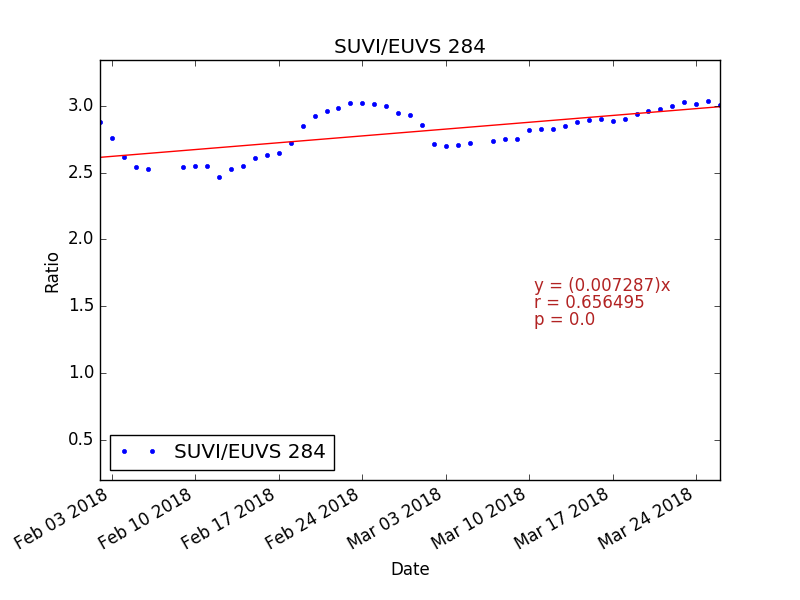 SUVI/EUVS 284
3.0
2.5
2.0
1.5
1.0
0.5
Ratio
y = (0.007287)x
r = 0.656495
p = 0.0
SUVI/EUVS 284
Feb 03 2018
Feb 10 2018
Feb 17 2018
Feb 24 2018
Mar 03 2018
Mar 10 2018
Mar 17 2018
Mar 24 2018
Date